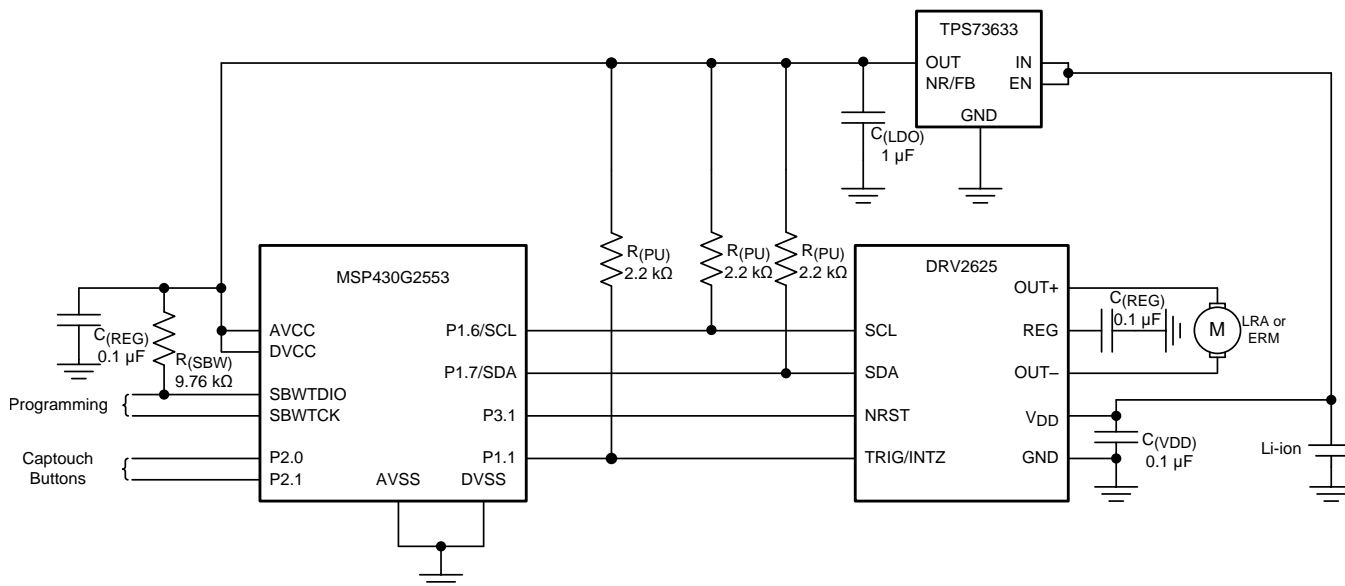 TPS73633
OUT
IN
NR/FB
EN
GND
C(LDO)
1 µF
R(PU)
2.2 kΩ
R(PU)
2.2 kΩ
R(PU)
2.2 kΩ
MSP430G2553
DRV2625
OUT+
C(REG)
0.1 µF
C(REG)
0.1 µF
R(SBW)
9.76 kΩ
AVCC
DVCC
P1.6/SCL
SCL
REG
M
LRA or
ERM
P1.7/SDA
SDA
OUT–
Programming
SBWTDIO
SBWTCK
P3.1
NRST
VDD
C(VDD)
0.1 µF
Li-ion
Captouch
Buttons
P2.0
P2.1
P1.1
TRIG/INTZ
GND
AVSS
DVSS